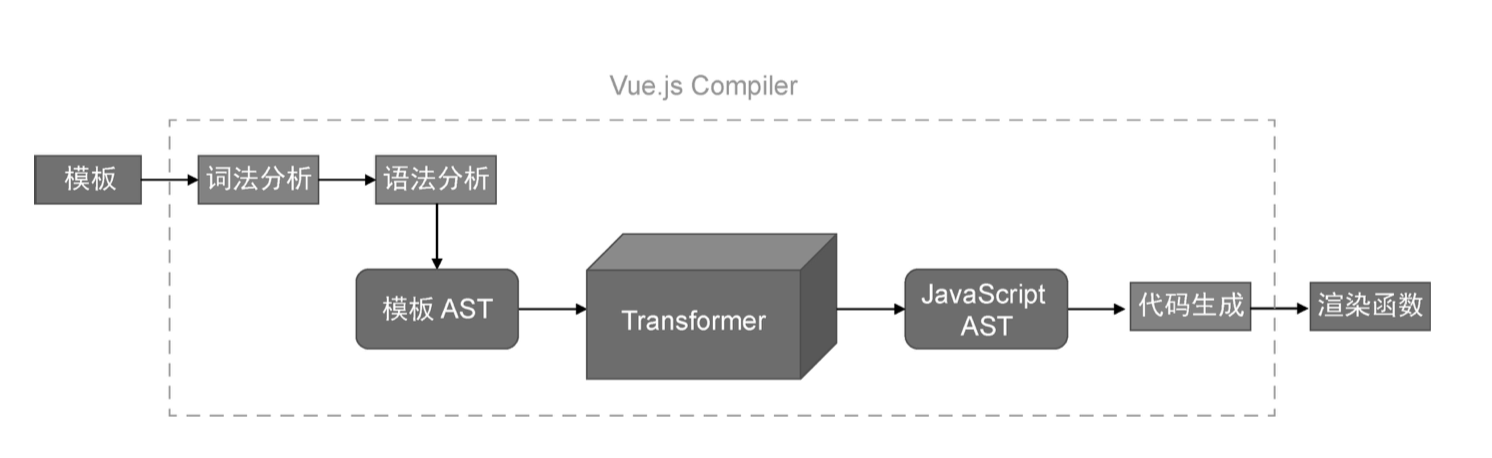 Vue.js Compiler
模板
词法分析
语法分析
模板 AST
Transformer
JavaScript
AST
代码生成
渲染函数